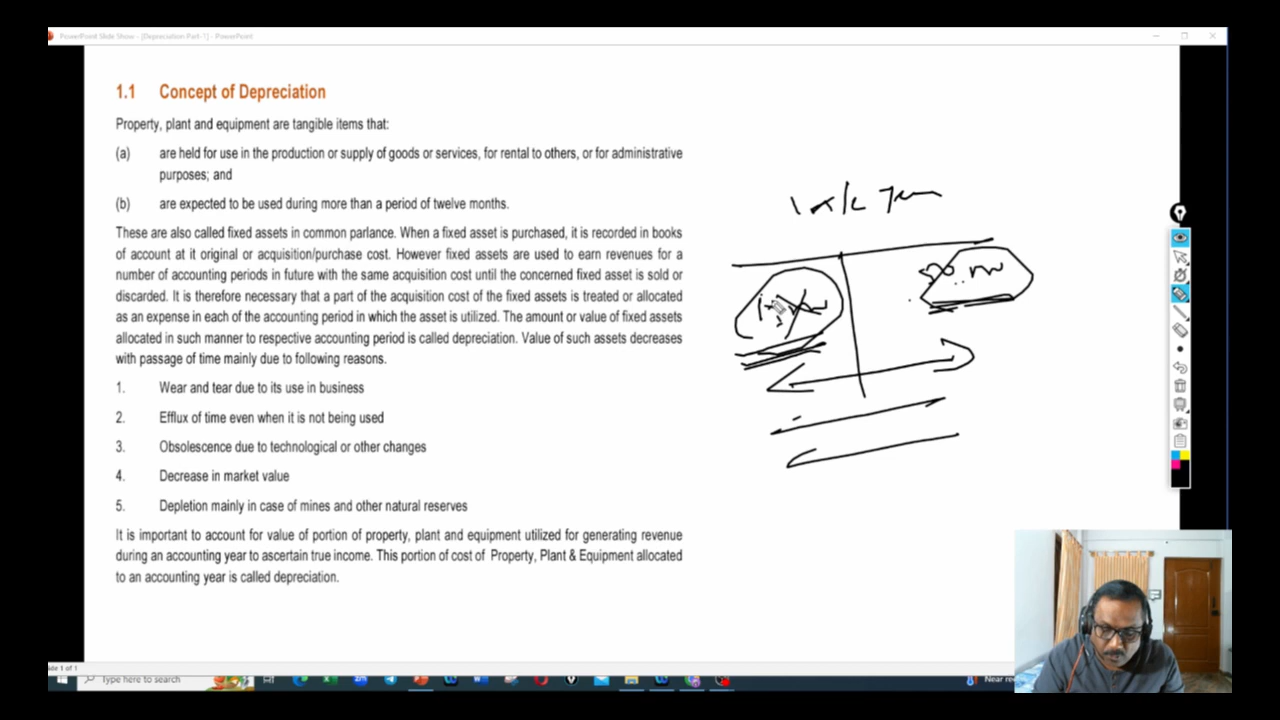 PowerPoint Slide Show - [Depreciation Part-1] - PowerPoint
1.1 Concept of Depreciation
Property, plant and equipment are tangible items that:
(a) are held for use in the production or supply of goods or services, for rental to others, or for administrative
purposes; and
(b) are expected to be used during more than a period of twelve months.
These are also called fixed assets in common parlance. When a fixed asset is purchased, it is recorded in books
of account at it original or acquisition/purchase cost. However fixed assets are used to earn revenues for a
number of accounting periods in future with the same acquisition cost until the concerned fixed asset is sold or
discarded. It is therefore necessary that a part of the acquisition cost of the fixed assets is treated or allocated
as an expense in each of the accounting period in which the asset is utilized. The amount or value of fixed assets
allocated in such manner to respective accounting period is called depreciation. Value of such assets decreases
with passage of time mainly due to following reasons.
1. Wear and tear due to its use in business
2. Efflux of time even when it is not being used
3. Obsolescence due to technological or other changes
4. Decrease in market value
5. Depletion mainly in case of mines and other natural reserves
It is important to account for value of portion of property, plant and equipment utilized for generating revenue
during an accounting year to ascertain true income. This portion of cost of Property, Plant & Equipment allocated
to an accounting year is called depreciation.
Type here to search